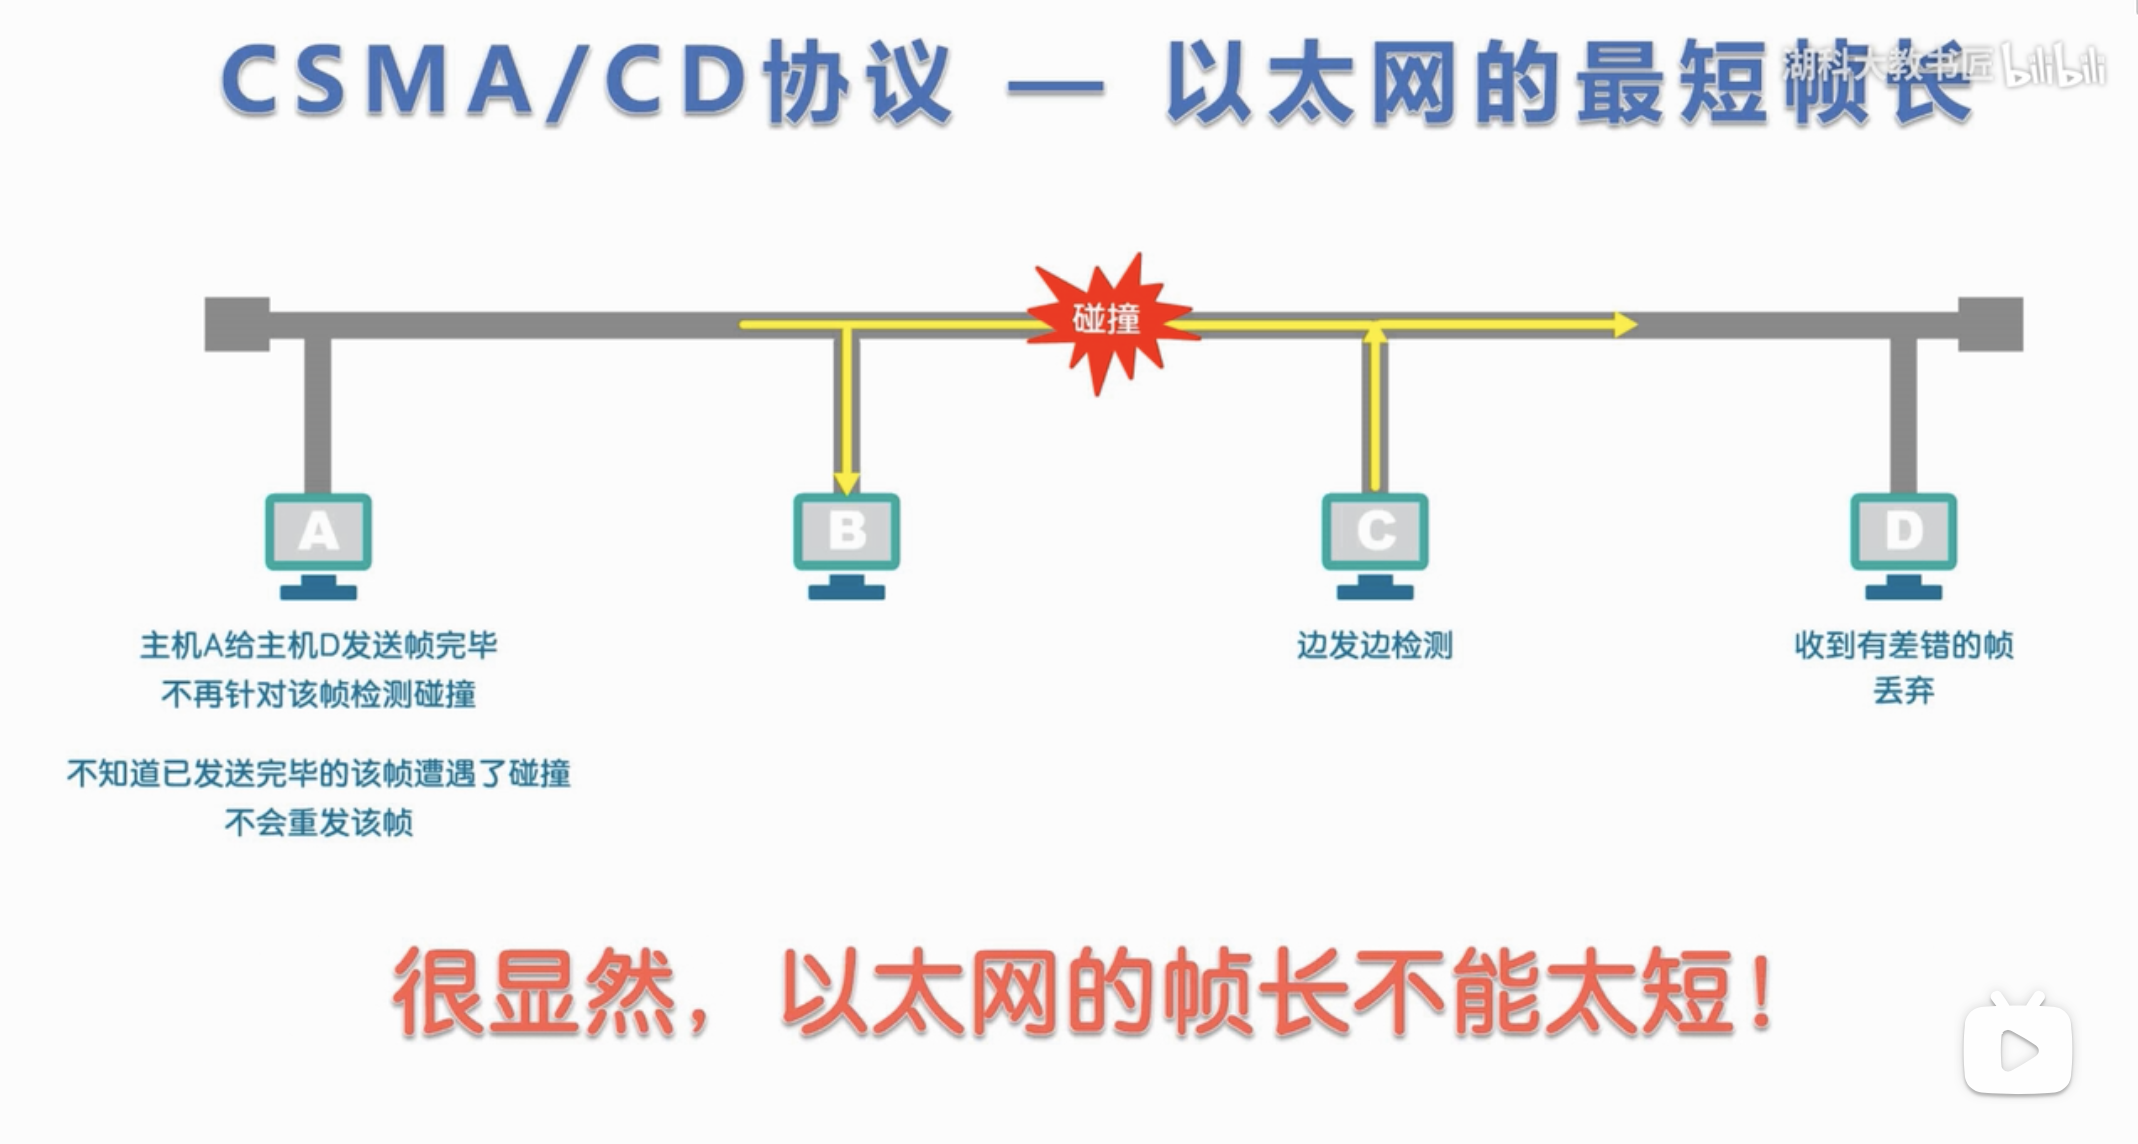 CSMA/CD协议 — 以太网的最短帧长
湖科大教书匠 bilibili
碰撞
A
B
C
D
主机A给主机D发送帧完毕
不再针对该帧检测碰撞
不知道已发送完毕的该帧遭遇了碰撞
不会重发该帧
边发边检测
收到有差错的帧
丢弃
很显然，以太网的帧长不能太短！